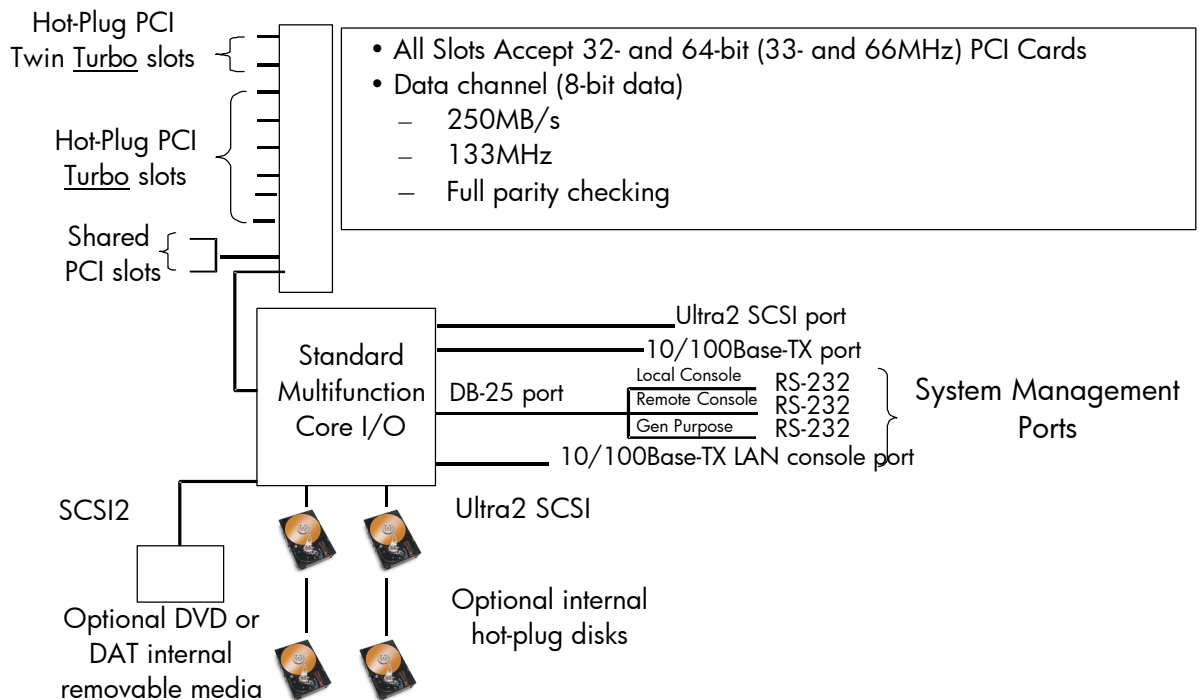 Hot-Plug PCI
Twin Turbo slots
Hot-Plug PCI
Turbo slots
Shared
PCI slots
• All Slots Accept 32- and 64-bit (33- and 66MHz) PCI Cards
• Data channel (8-bit data)
– 250MB/s
– 133MHz
– Full parity checking
Standard
Multifunction
Core I/O
Ultra2 SCSI port
10/100Base-TX port
DB-25 port
Local Console
RS-232
Remote Console
RS-232
Gen Purpose
RS-232
10/100Base-TX LAN console port
System Management
Ports
SCSI2
Ultra2 SCSI
Optional DVD or
DAT internal
removable media
Optional internal
hot-plug disks